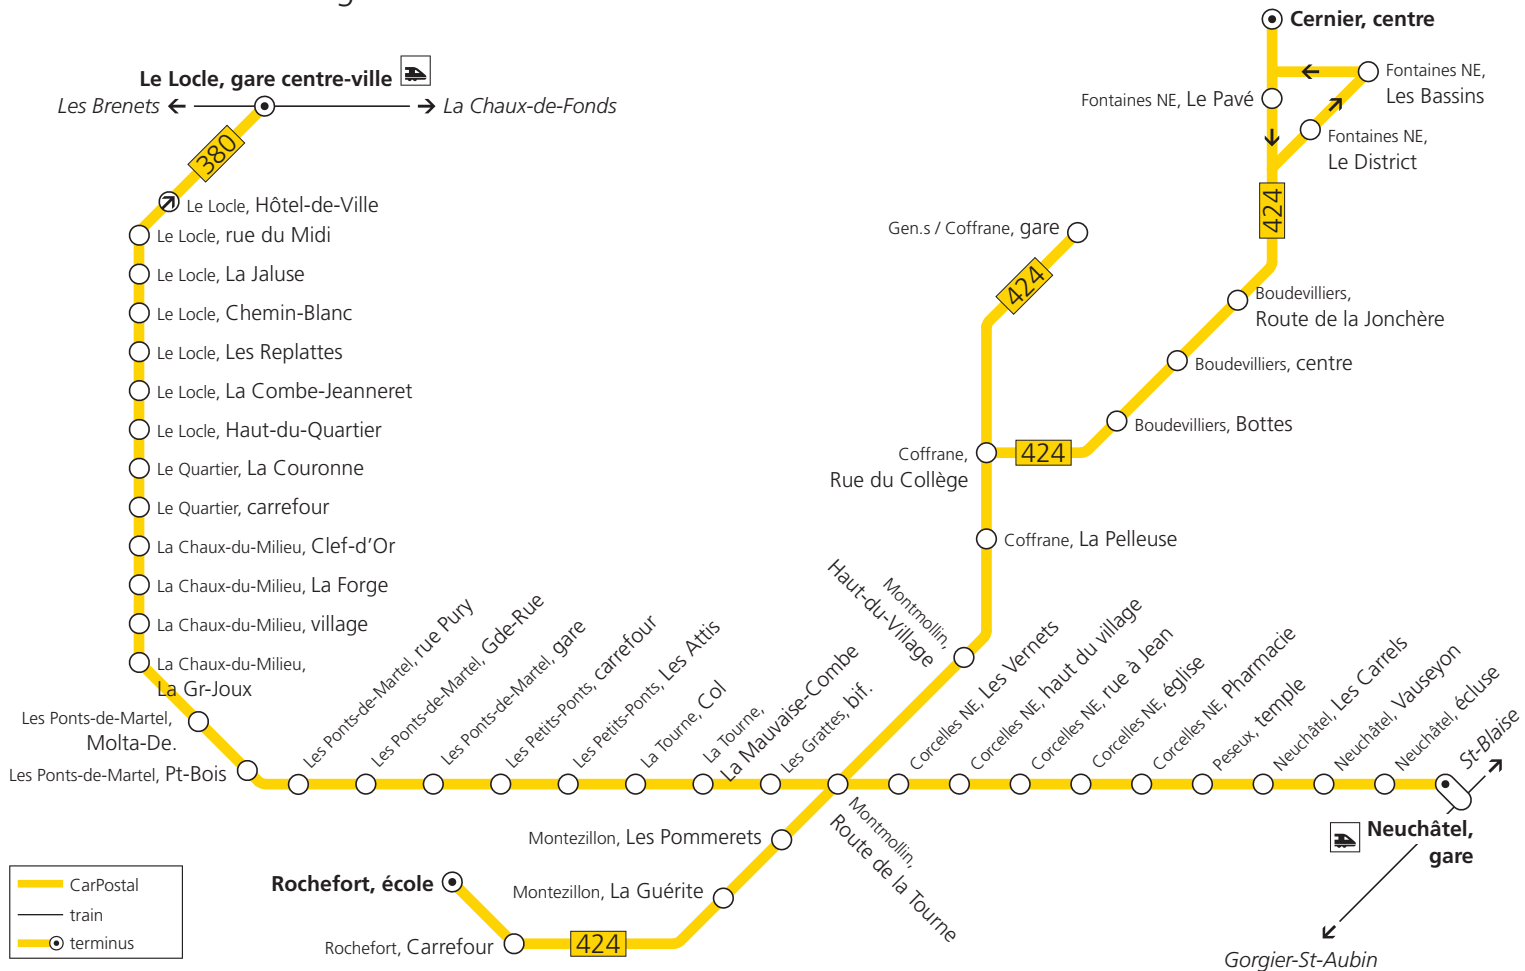 Cernier, centre
Le Locle, gare centre-ville
Les Brenets
La Chaux-de-Fonds
Fontaines NE,
Les Bassins
Fontaines NE, Le Pavé
Fontaines NE,
Le District
380
424
Le Locle, Hôtel-de-Ville
Le Locle, rue du Midi
Gen.s / Coffrane, gare
424
Le Locle, La Jaluse
Boudevilliers,
Route de la Jonchère
Le Locle, Chemin-Blanc
Le Locle, Les Replattes
Boudevilliers, centre
Le Locle, La Combe-Jeanneret
Le Locle, Haut-du-Quartier
Boudevilliers, Bottes
Coffrane,
Rue du Collège
424
Le Quartier, La Couronne
Le Quartier, carrefour
La Chaux-du-Milieu, Clef-d'Or
Coffrane, La Pelleuse
La Chaux-du-Milieu, La Forge
La Chaux-du-Milieu, village
La Chaux-du-Milieu,
La Gr-Joux
Montmollin,
Haut-du-Village
Les Ponts-de-Martel,
Molta-De.
Les Ponts-de-Martel, Pt-Bois
Les Ponts-de-Martel, rue Pury
Les Ponts-de-Martel, Gde-Rue
Les Ponts-de-Martel, gare
Les Petits-Ponts, carrefour
Les Petits-Ponts, Les Attis
La Tourne, Col
La Tourne,
La Mauvaise-Combe
Les Grattes, bif.
Montmollin,
Route de la Tourne
Corcelles NE, Les Vernets
Corcelles NE, haut du village
Corcelles NE, rue à Jean
Corcelles NE, église
Corcelles NE, Pharmacie
Peseux, temple
Neuchâtel, Les Carrels
Neuchâtel, Vauseyon
Neuchâtel, écluse
St-Blaise
Neuchâtel,
gare
Montezillon, Les Pommerets
Montezillon, La Guérite
Rochefort, école
Rochefort, Carrefour
424
Gorgier-St-Aubin
CarPostal
train
terminus